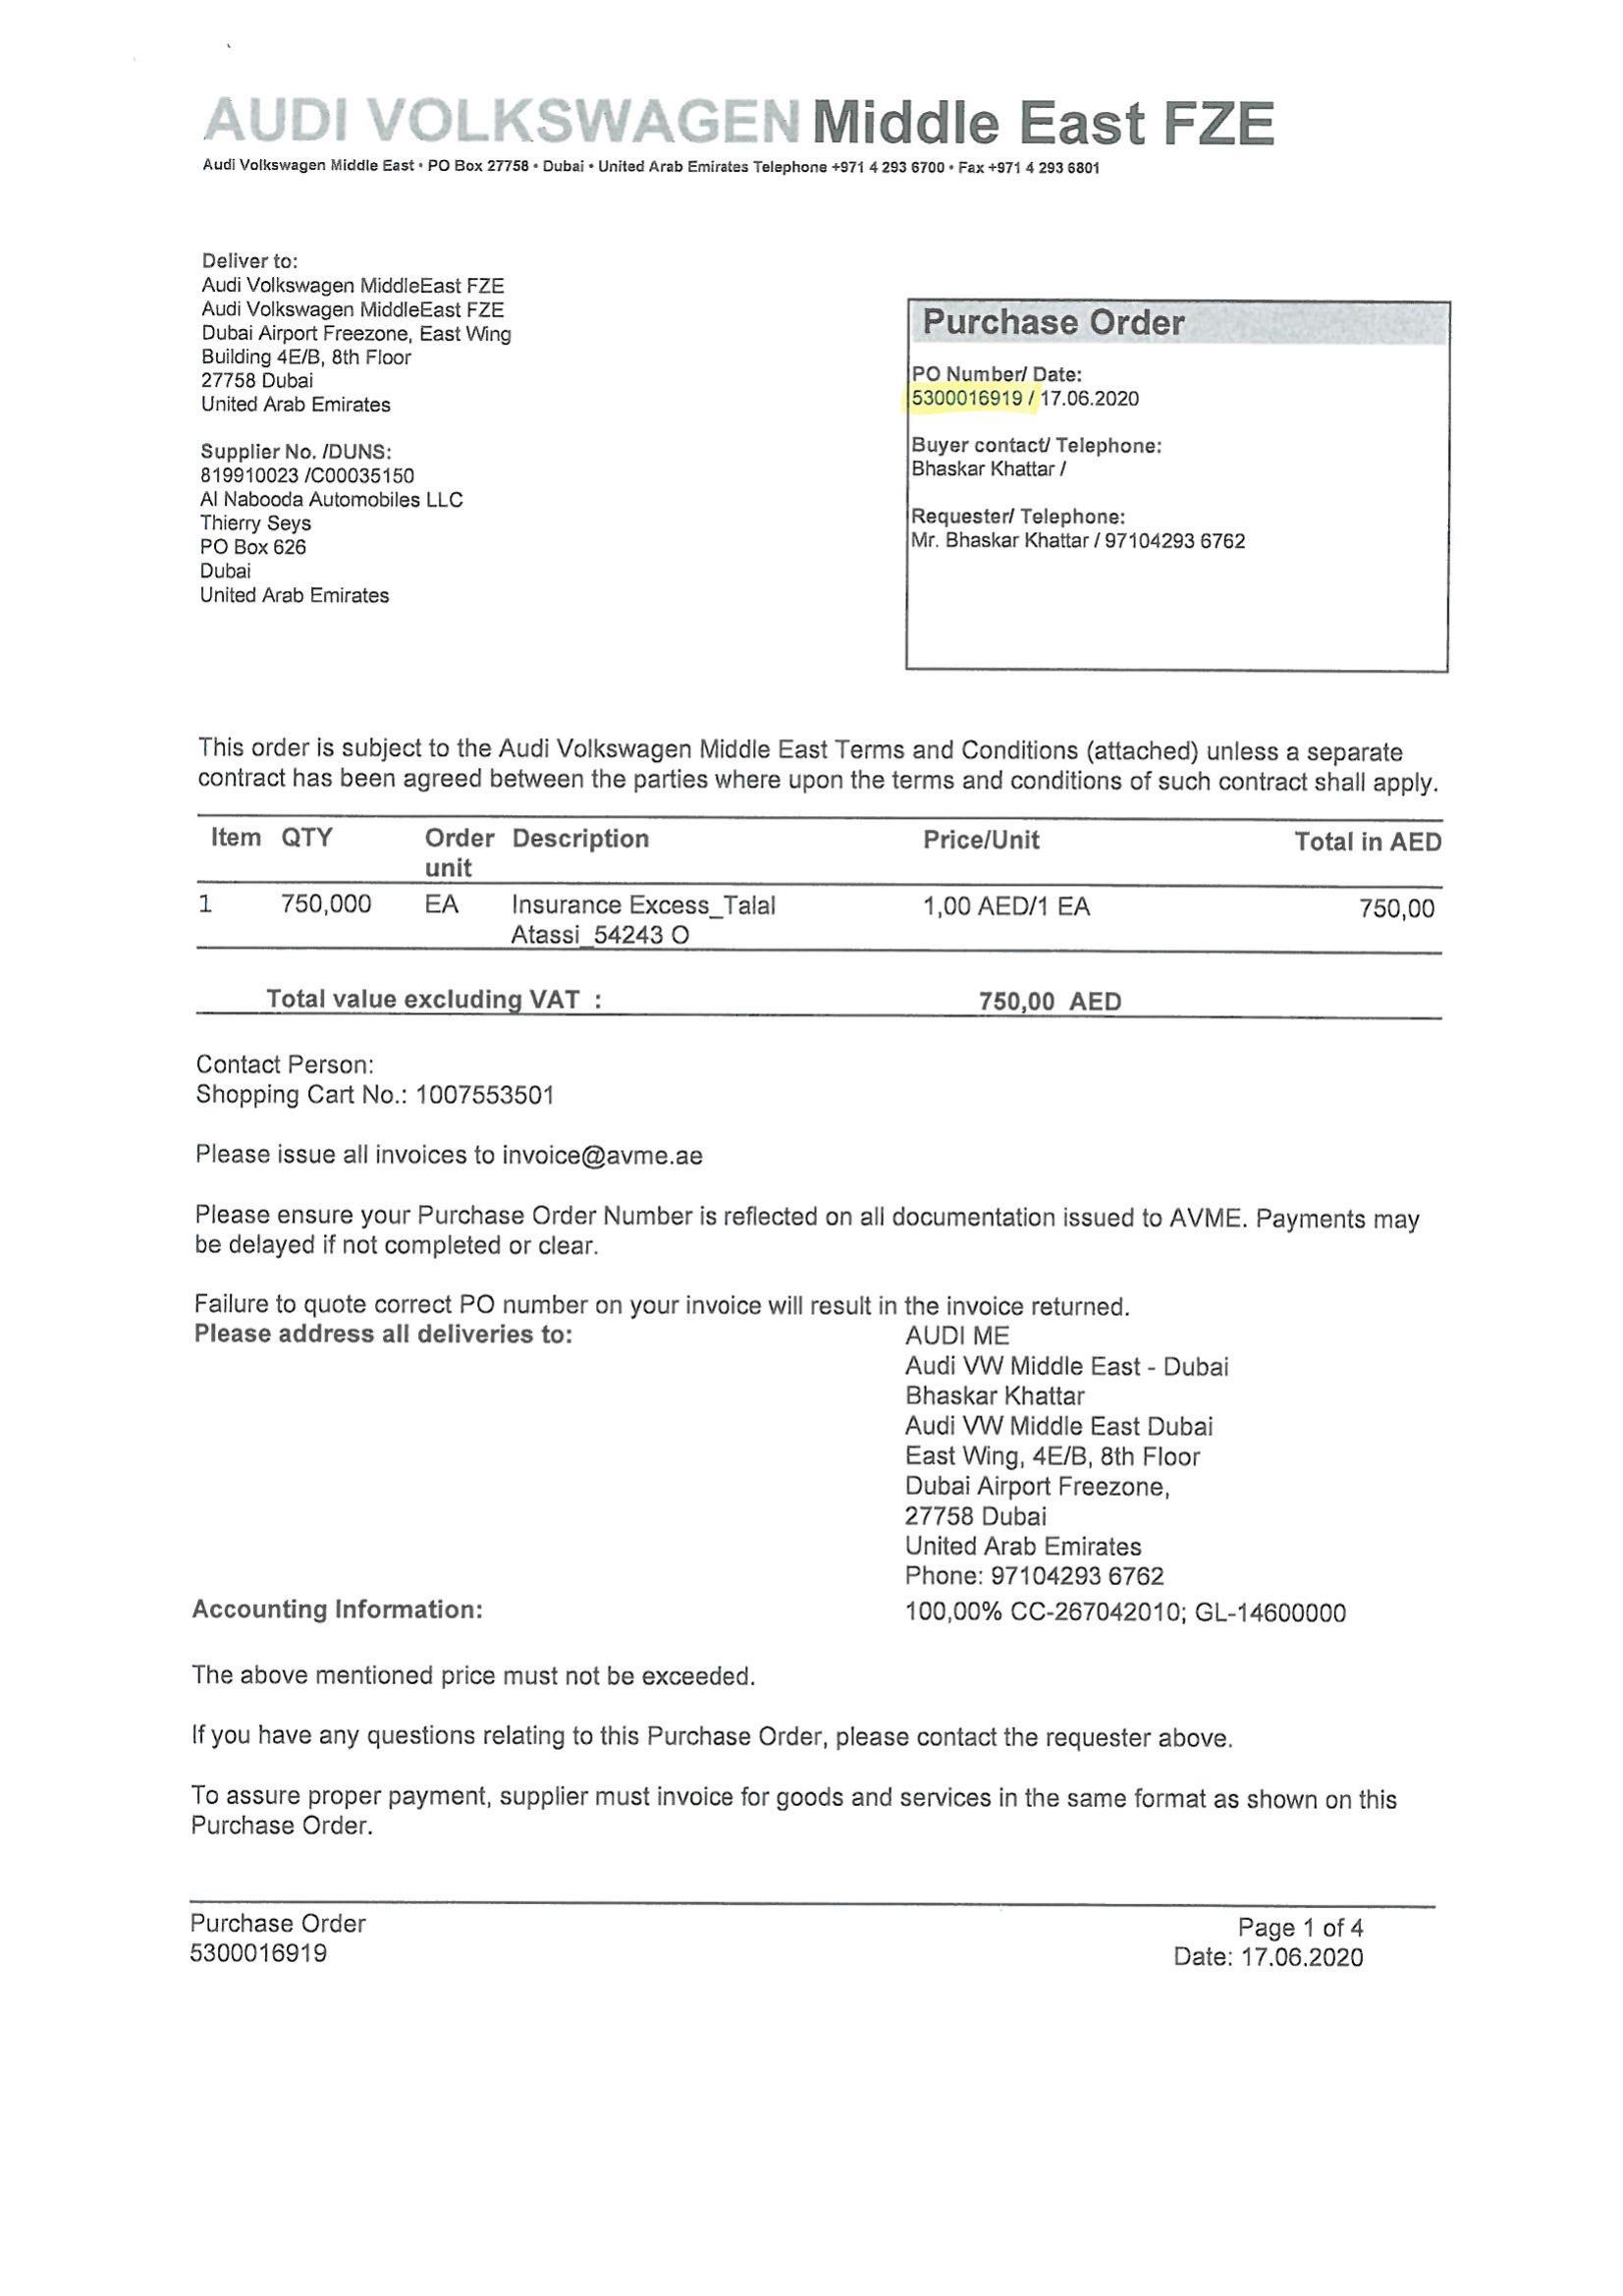 AUDI VOLKSWAGEN Middle East FZE
Audi Volkswagen Middle East • PO Box 27758 • Dubai • United Arab Emirates Telephone +971 4 293 6700 • Fax +971 4 293 6801
Deliver to:
Audi Volkswagen MiddleEast FZE
Audi Volkswagen MiddleEast FZE
Dubai Airport Freezone, East Wing
Building 4E/B, 8th Floor
27758 Dubai
United Arab Emirates
Supplier No. /DUNS:
819910023 /C00035150
Al Nabooda Automobiles LLC
Thierry Seys
PO Box 626
Dubai
United Arab Emirates
Purchase Order
PO Number/ Date:
5300016919 / 17.06.2020
Buyer contact/ Telephone:
Bhaskar Khattar /
Requester/ Telephone:
Mr. Bhaskar Khattar / 97104293 6762
This order is subject to the Audi Volkswagen Middle East Terms and Conditions (attached) unless a separate
contract has been agreed between the parties where upon the terms and conditions of such contract shall apply.
Item QTY Order Description Price/Unit Total in AED
unit
1 750,000 EA Insurance Excess_Talal 1,00 AED/1 EA 750,00
Atassi_54243 O
Total value excluding VAT : 750,00 AED
Contact Person:
Shopping Cart No.: 1007553501
Please issue all invoices to invoice@avme.ae
Please ensure your Purchase Order Number is reflected on all documentation issued to AVME. Payments may
be delayed if not completed or clear.
Failure to quote correct PO number on your invoice will result in the invoice returned.
Please address all deliveries to: AUDI ME
Audi VW Middle East - Dubai
Bhaskar Khattar
Audi VW Middle East Dubai
East Wing, 4E/B, 8th Floor
Dubai Airport Freezone,
27758 Dubai
United Arab Emirates
Phone: 97104293 6762
Accounting Information: 100,00% CC-267042010; GL-14600000
The above mentioned price must not be exceeded.
If you have any questions relating to this Purchase Order, please contact the requester above.
To assure proper payment, supplier must invoice for goods and services in the same format as shown on this
Purchase Order.
Purchase Order Page 1 of 4
5300016919 Date: 17.06.2020